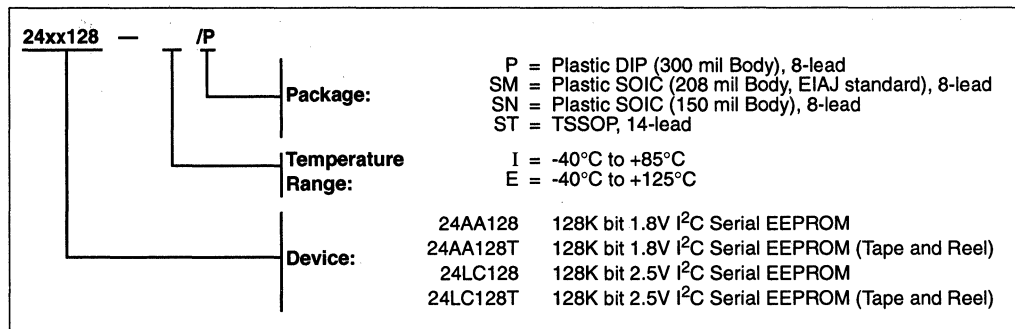 24xx128 — _ /P
Package:
P = Plastic DIP (300 mil Body), 8-lead
SM = Plastic SOIC (208 mil Body, EIAJ standard), 8-lead
SN = Plastic SOIC (150 mil Body), 8-lead
ST = TSSOP, 14-lead
Temperature
Range:
I = -40°C to +85°C
E = -40°C to +125°C
Device:
24AA128 128K bit 1.8V I²C Serial EEPROM
24AA128T 128K bit 1.8V I²C Serial EEPROM (Tape and Reel)
24LC128 128K bit 2.5V I²C Serial EEPROM
24LC128T 128K bit 2.5V I²C Serial EEPROM (Tape and Reel)